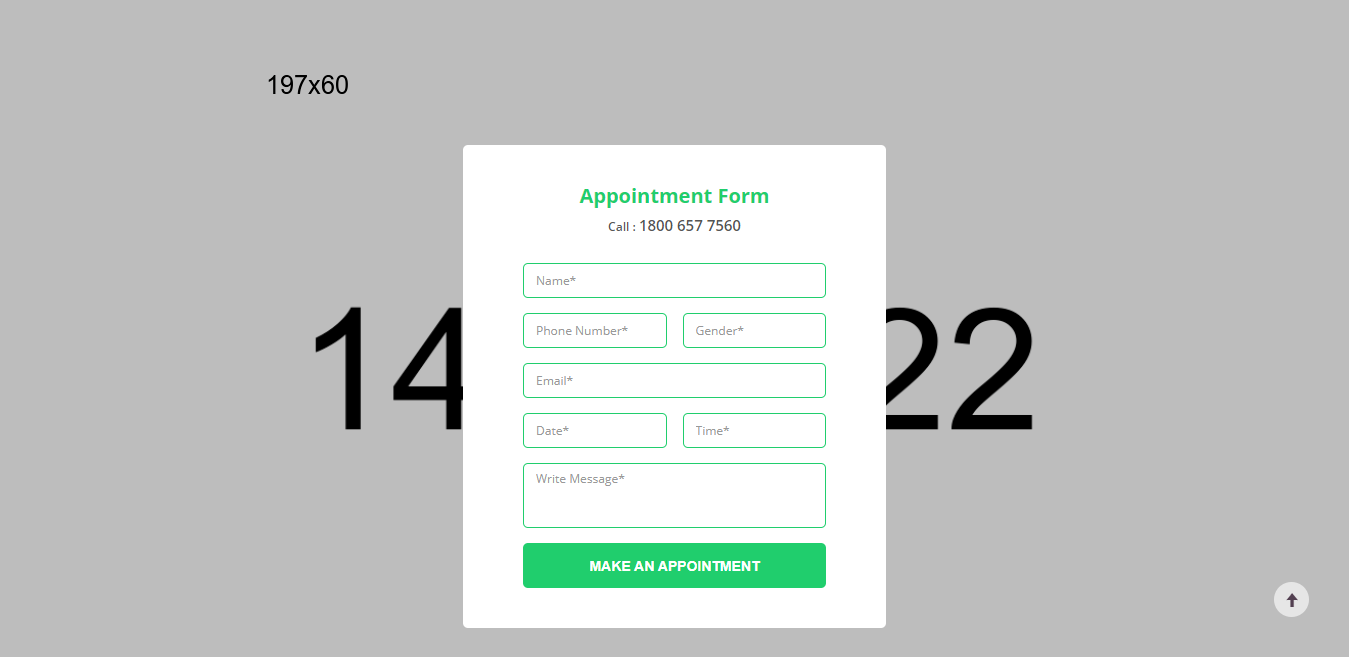 197x60
Appointment Form
Call : 1800 657 7560
Name*
Phone Number* Gender*
Email*
14
22
Date* Time*
Write Message*
MAKE AN APPOINTMENT